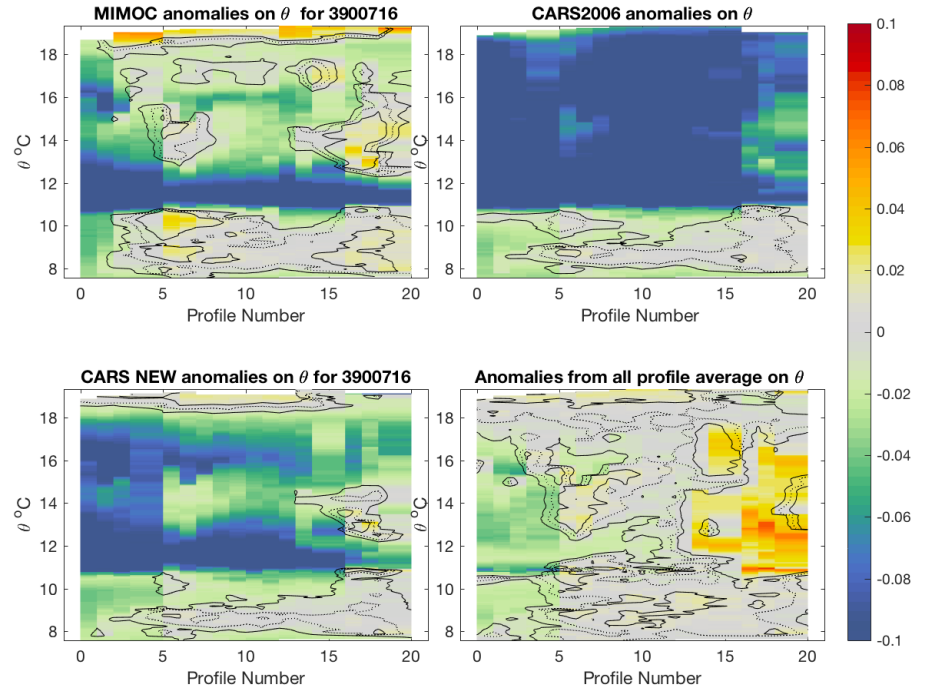 MIMOC anomalies on θ for 3900716
CARS2006 anomalies on θ
18
16
14
12
10
8
θ °C
0 5 10 15 20
Profile Number
18
16
14
12
10
8
θ °C
0 5 10 15 20
Profile Number
CARS NEW anomalies on θ for 3900716
Anomalies from all profile average on θ
18
16
14
12
10
8
θ °C
0 5 10 15 20
Profile Number
18
16
14
12
10
8
θ °C
0 5 10 15 20
Profile Number
0.1
0.08
0.06
0.04
0.02
0
-0.02
-0.04
-0.06
-0.08
-0.1